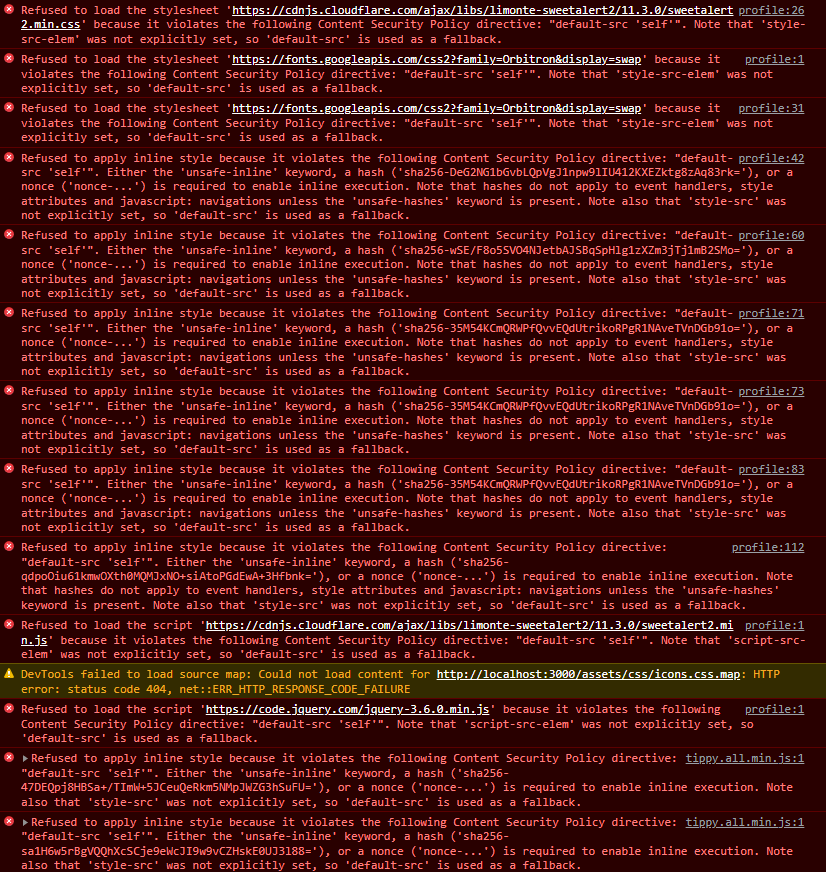 Refused to load the stylesheet 'https://cdnjs.cloudflare.com/ajax/libs/limonte-sweetalert2/11.3.0/sweetalert profile:26
2.min.css' because it violates the following Content Security Policy directive: "default-src 'self'". Note that 'style-
src-elem' was not explicitly set, so 'default-src' is used as a fallback.
Refused to load the stylesheet 'https://fonts.googleapis.com/css2?family=Orbitron&display=swap' because it profile:1
violates the following Content Security Policy directive: "default-src 'self'". Note that 'style-src-elem' was not
explicitly set, so 'default-src' is used as a fallback.
Refused to load the stylesheet 'https://fonts.googleapis.com/css2?family=Orbitron&display=swap' because it profile:31
violates the following Content Security Policy directive: "default-src 'self'". Note that 'style-src-elem' was not
explicitly set, so 'default-src' is used as a fallback.
Refused to apply inline style because it violates the following Content Security Policy directive: "default- profile:42
src 'self'". Either the 'unsafe-inline' keyword, a hash ('sha256-DeG2NG1bGvbLQpVgJ1npw9lIU412KXEZktg8zAq83rk='), or a
nonce ('nonce-...') is required to enable inline execution. Note that hashes do not apply to event handlers, style
attributes and javascript: navigations unless the 'unsafe-hashes' keyword is present. Note also that 'style-src' was
not explicitly set, so 'default-src' is used as a fallback.
Refused to apply inline style because it violates the following Content Security Policy directive: "default- profile:60
src 'self'". Either the 'unsafe-inline' keyword, a hash ('sha256-wSE/F8o5SVO4NJetbAJSBqSpHlg1zXZm3jTj1mB2SMo='), or a
nonce ('nonce-...') is required to enable inline execution. Note that hashes do not apply to event handlers, style
attributes and javascript: navigations unless the 'unsafe-hashes' keyword is present. Note also that 'style-src' was
not explicitly set, so 'default-src' is used as a fallback.
Refused to apply inline style because it violates the following Content Security Policy directive: "default- profile:71
src 'self'". Either the 'unsafe-inline' keyword, a hash ('sha256-35M54KCmQRWPfQvvEQdUtrikoRPgR1NAveTVnDGb91o='), or a
nonce ('nonce-...') is required to enable inline execution. Note that hashes do not apply to event handlers, style
attributes and javascript: navigations unless the 'unsafe-hashes' keyword is present. Note also that 'style-src' was
not explicitly set, so 'default-src' is used as a fallback.
Refused to apply inline style because it violates the following Content Security Policy directive: "default- profile:73
src 'self'". Either the 'unsafe-inline' keyword, a hash ('sha256-35M54KCmQRWPfQvvEQdUtrikoRPgR1NAveTVnDGb91o='), or a
nonce ('nonce-...') is required to enable inline execution. Note that hashes do not apply to event handlers, style
attributes and javascript: navigations unless the 'unsafe-hashes' keyword is present. Note also that 'style-src' was
not explicitly set, so 'default-src' is used as a fallback.
Refused to apply inline style because it violates the following Content Security Policy directive: "default- profile:83
src 'self'". Either the 'unsafe-inline' keyword, a hash ('sha256-35M54KCmQRWPfQvvEQdUtrikoRPgR1NAveTVnDGb91o='), or a
nonce ('nonce-...') is required to enable inline execution. Note that hashes do not apply to event handlers, style
attributes and javascript: navigations unless the 'unsafe-hashes' keyword is present. Note also that 'style-src' was
not explicitly set, so 'default-src' is used as a fallback.
Refused to apply inline style because it violates the following Content Security Policy directive: profile:112
"default-src 'self'". Either the 'unsafe-inline' keyword, a hash ('sha256-
qdpoOiu61kmwOXth0MQMJxNO+siAtoPGdEwA+3Hfbnk='), or a nonce ('nonce-...') is required to enable inline execution. Note
that hashes do not apply to event handlers, style attributes and javascript: navigations unless the 'unsafe-hashes'
keyword is present. Note also that 'style-src' was not explicitly set, so 'default-src' is used as a fallback.
Refused to load the script 'https://cdnjs.cloudflare.com/ajax/libs/limonte-sweetalert2/11.3.0/sweetalert2.mi profile:1
n.js' because it violates the following Content Security Policy directive: "default-src 'self'". Note that 'script-src-
elem' was not explicitly set, so 'default-src' is used as a fallback.
DevTools failed to load source map: Could not load content for http://localhost:3000/assets/css/icons.css.map: HTTP
error: status code 404, net::ERR_HTTP_RESPONSE_CODE_FAILURE
Refused to load the script 'https://code.jquery.com/jquery-3.6.0.min.js' because it violates the following profile:1
Content Security Policy directive: "default-src 'self'". Note that 'script-src-elem' was not explicitly set, so
'default-src' is used as a fallback.
Refused to apply inline style because it violates the following Content Security Policy directive: tippy.all.min.js:1
"default-src 'self'". Either the 'unsafe-inline' keyword, a hash ('sha256-
47DEQpj8HBSa+/TImW+5JCeuQeRkm5NMpJWZG3hSuFU='), or a nonce ('nonce-...') is required to enable inline execution. Note
also that 'style-src' was not explicitly set, so 'default-src' is used as a fallback.
Refused to apply inline style because it violates the following Content Security Policy directive: tippy.all.min.js:1
"default-src 'self'". Either the 'unsafe-inline' keyword, a hash ('sha256-
sa1H6w5rBgVQQhXcSCje9eWcJI9w9vCZHskE0UJ3l88='), or a nonce ('nonce-...') is required to enable inline execution. Note
also that 'style-src' was not explicitly set, so 'default-src' is used as a fallback.